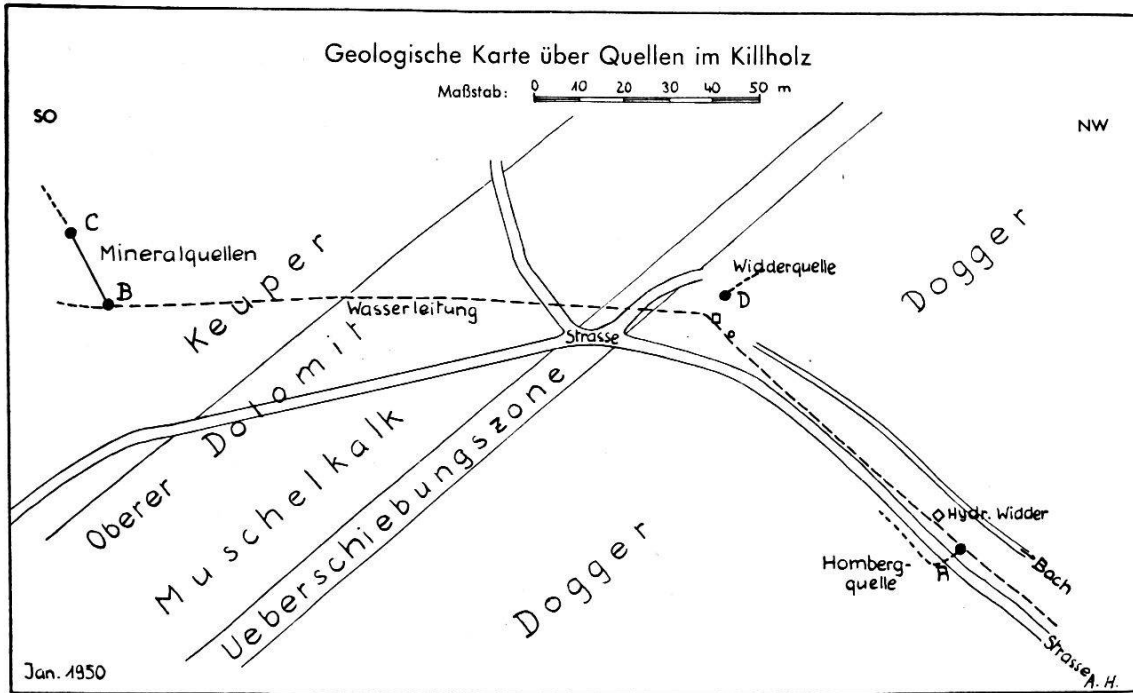 Geologische Karte über Quellen im Killholz
Maßstab: 0 10 20 30 40 50 m
SO
NW
C
Mineralquellen
B
Keuper
Wasserleitung
Widderquelle
D
Dogger
Strasse
Oberer Dolomit
Muschelkalk
Ueberschiebungszone
Dogger
Hydr. Widder
Homberg-
quelle
A
Bach
Strasse
Jan. 1950
A. H.